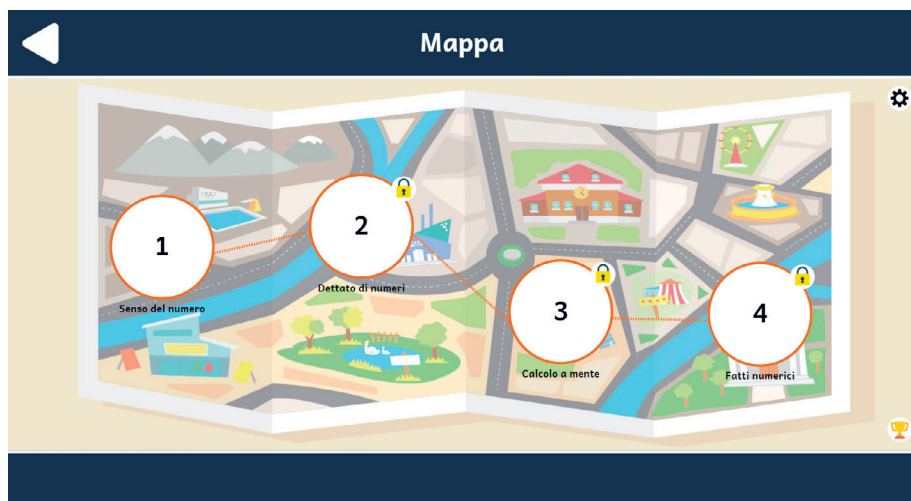 Mappa
1
Senso del numero
2
Dettato di numeri
3
Calcolo a mente
4
Fatti numerici